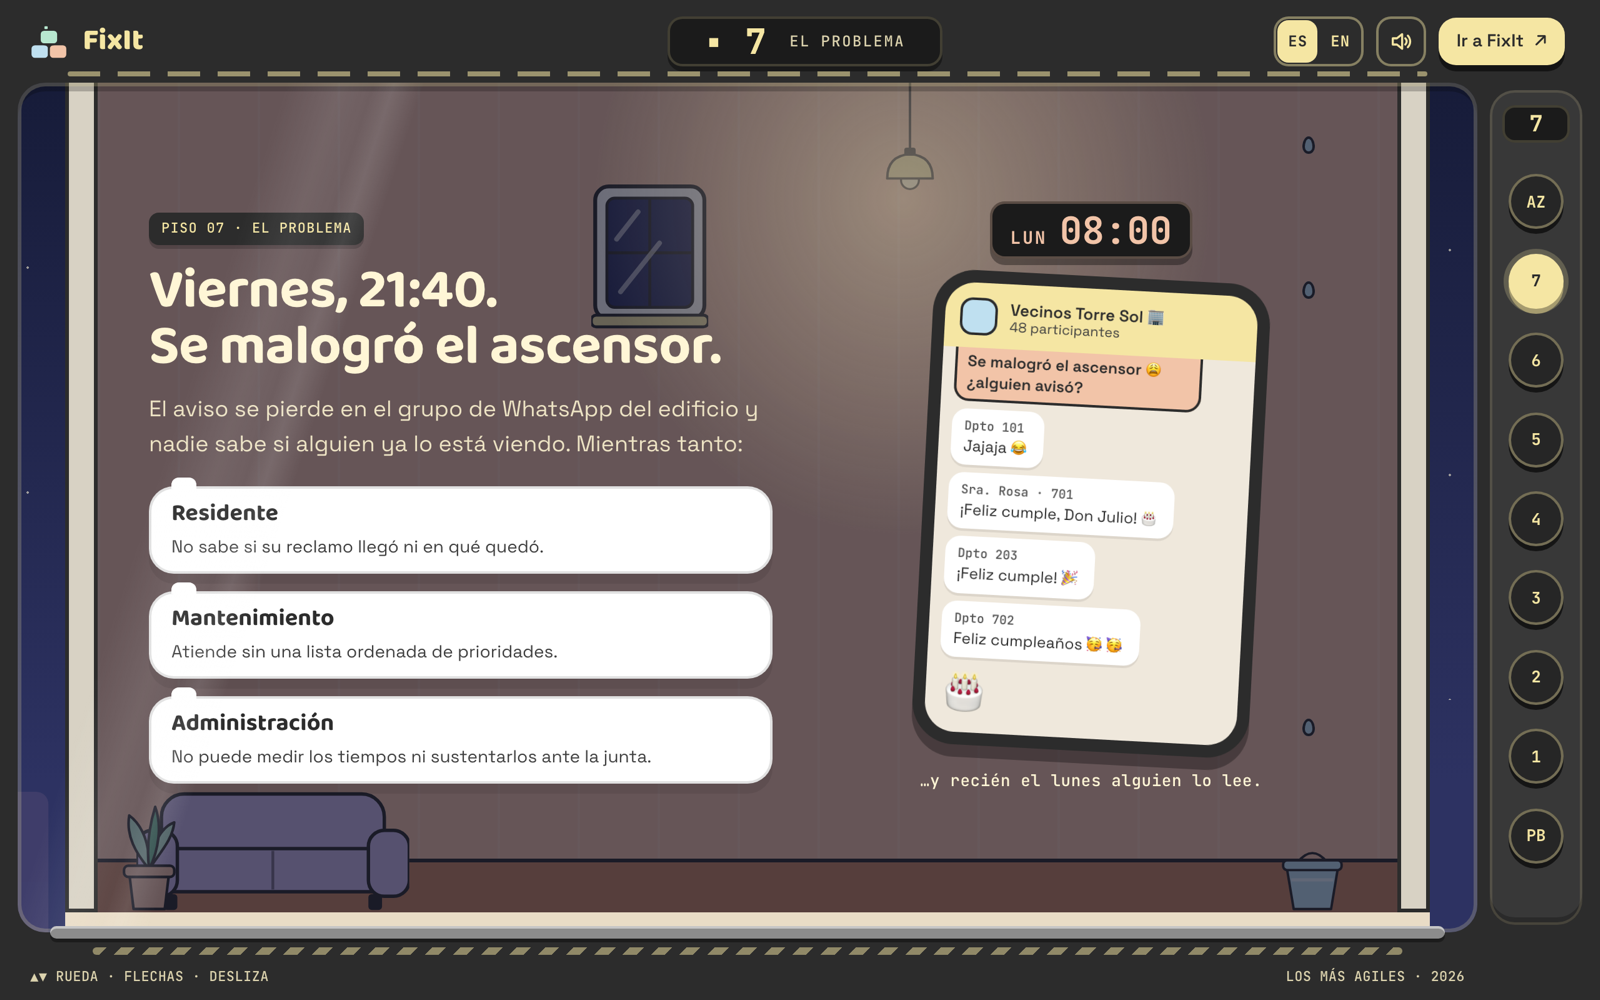 FixIt
7 EL PROBLEMA
ES EN
Ir a FixIt ↗
PISO 07 · EL PROBLEMA
Viernes, 21:40.
Se malogró el ascensor.
El aviso se pierde en el grupo de WhatsApp del edificio y
nadie sabe si alguien ya lo está viendo. Mientras tanto:
Residente
No sabe si su reclamo llegó ni en qué quedó.
Mantenimiento
Atiende sin una lista ordenada de prioridades.
Administración
No puede medir los tiempos ni sustentarlos ante la junta.
LUN 08:00
Vecinos Torre Sol 🏢
48 participantes
Se malogró el ascensor 😩
¿alguien avisó?
Dpto 101
Jajaja 😂
Sra. Rosa · 701
¡Feliz cumple, Don Julio! 🎂
Dpto 203
¡Feliz cumple! 🎉
Dpto 702
Feliz cumpleaños 🥳🥳
🎂
…y recién el lunes alguien lo lee.
7
AZ
7
6
5
4
3
2
1
PB
▲▼ RUEDA · FLECHAS · DESLIZA
LOS MÁS AGILES · 2026